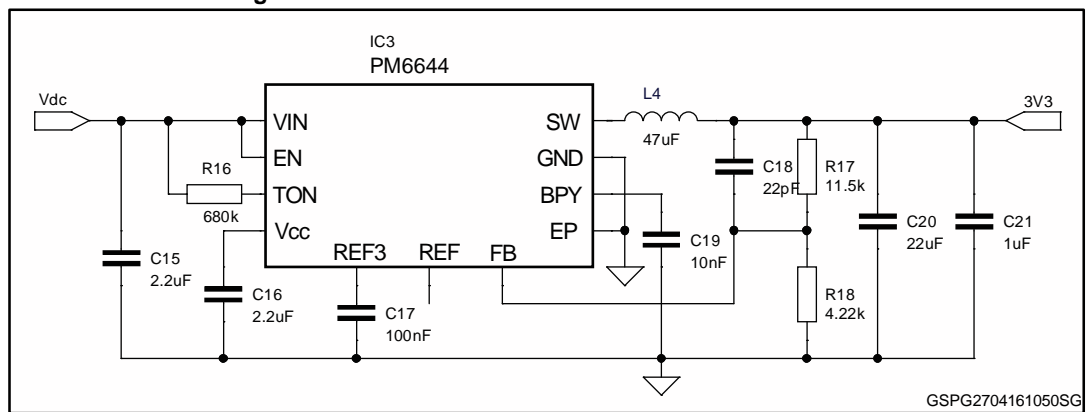 g
IC3
PM6644
Vdc
VIN
EN
TON
Vcc
REF3
REF
FB
SW
GND
BPY
EP
R16
680k
C15
2.2uF
C16
2.2uF
C17
100nF
L4
47uF
C18
22pF
R17
11.5k
C19
10nF
R18
4.22k
C20
22uF
C21
1uF
3V3
GSPG2704161050SG